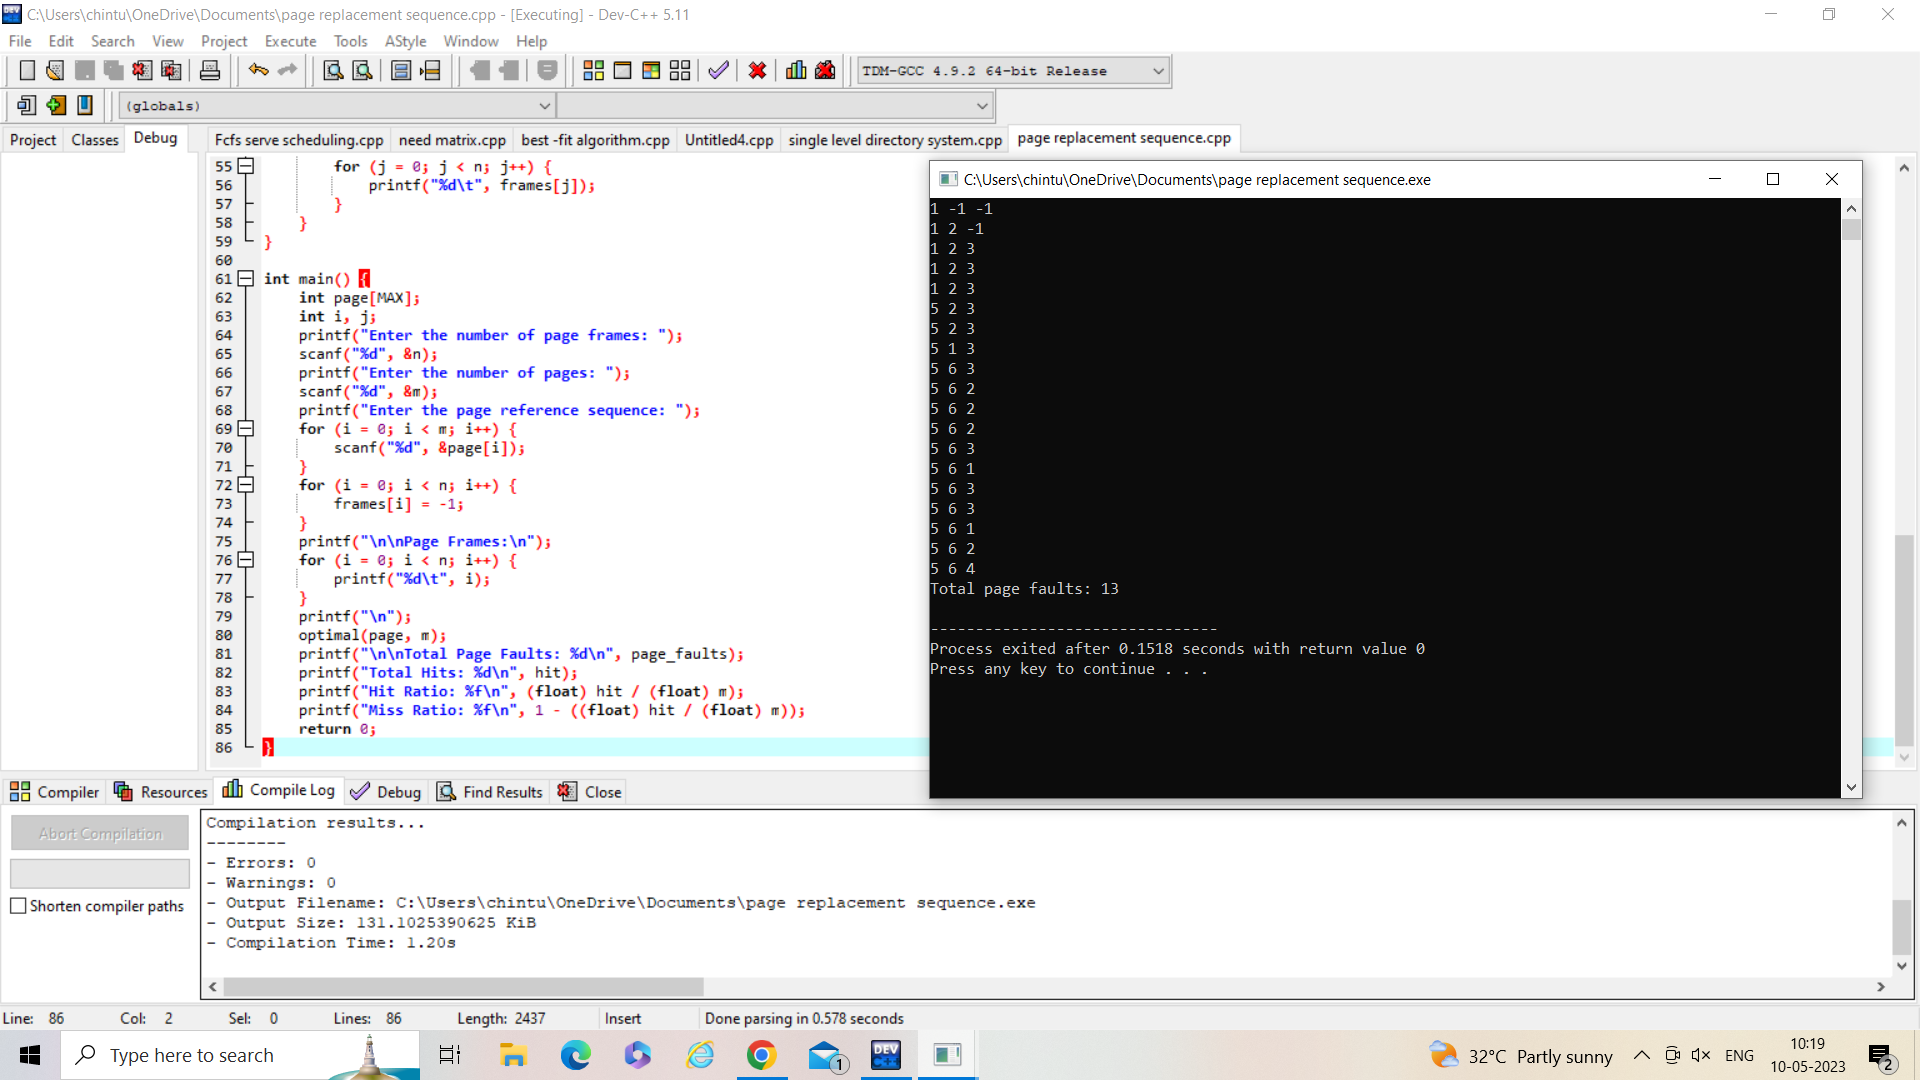 C:\Users\chintu\OneDrive\Documents\page replacement sequence.cpp - [Executing] - Dev-C++ 5.11
File Edit Search View Project Execute Tools AStyle Window Help
TDM-GCC 4.9.2 64-bit Release
(globals)
Project Classes Debug
Fcfs serve scheduling.cpp need matrix.cpp best -fit algorithm.cpp Untitled4.cpp single level directory system.cpp page replacement sequence.cpp
55 for (j = 0; j < n; j++) {
56 printf("%d\t", frames[j]);
57 }
58 }
59 }
60
61 int main() {
62 int page[MAX];
63 int i, j;
64 printf("Enter the number of page frames: ");
65 scanf("%d", &n);
66 printf("Enter the number of pages: ");
67 scanf("%d", &m);
68 printf("Enter the page reference sequence: ");
69 for (i = 0; i < m; i++) {
70 scanf("%d", &page[i]);
71 }
72 for (i = 0; i < n; i++) {
73 frames[i] = -1;
74 }
75 printf("\n\nPage Frames:\n");
76 for (i = 0; i < n; i++) {
77 printf("%d\t", i);
78 }
79 printf("\n");
80 optimal(page, m);
81 printf("\n\nTotal Page Faults: %d\n", page_faults);
82 printf("Total Hits: %d\n", hit);
83 printf("Hit Ratio: %f\n", (float) hit / (float) m);
84 printf("Miss Ratio: %f\n", 1 - ((float) hit / (float) m));
85 return 0;
86 }
C:\Users\chintu\OneDrive\Documents\page replacement sequence.exe
1 -1 -1
1 2 -1
1 2 3
1 2 3
1 2 3
5 2 3
5 2 3
5 1 3
5 6 3
5 6 2
5 6 2
5 6 2
5 6 3
5 6 1
5 6 3
5 6 3
5 6 1
5 6 2
5 6 4
Total page faults: 13
--------------------------------
Process exited after 0.1518 seconds with return value 0
Press any key to continue . . .
Compiler Resources Compile Log Debug Find Results Close
Abort Compilation
Shorten compiler paths
Compilation results...
--------
- Errors: 0
- Warnings: 0
- Output Filename: C:\Users\chintu\OneDrive\Documents\page replacement sequence.exe
- Output Size: 131.1025390625 KiB
- Compilation Time: 1.20s
Line: 86 Col: 2 Sel: 0 Lines: 86 Length: 2437 Insert Done parsing in 0.578 seconds
Type here to search
1
DEV C++
32°C Partly sunny
ENG
10:19
10-05-2023
2